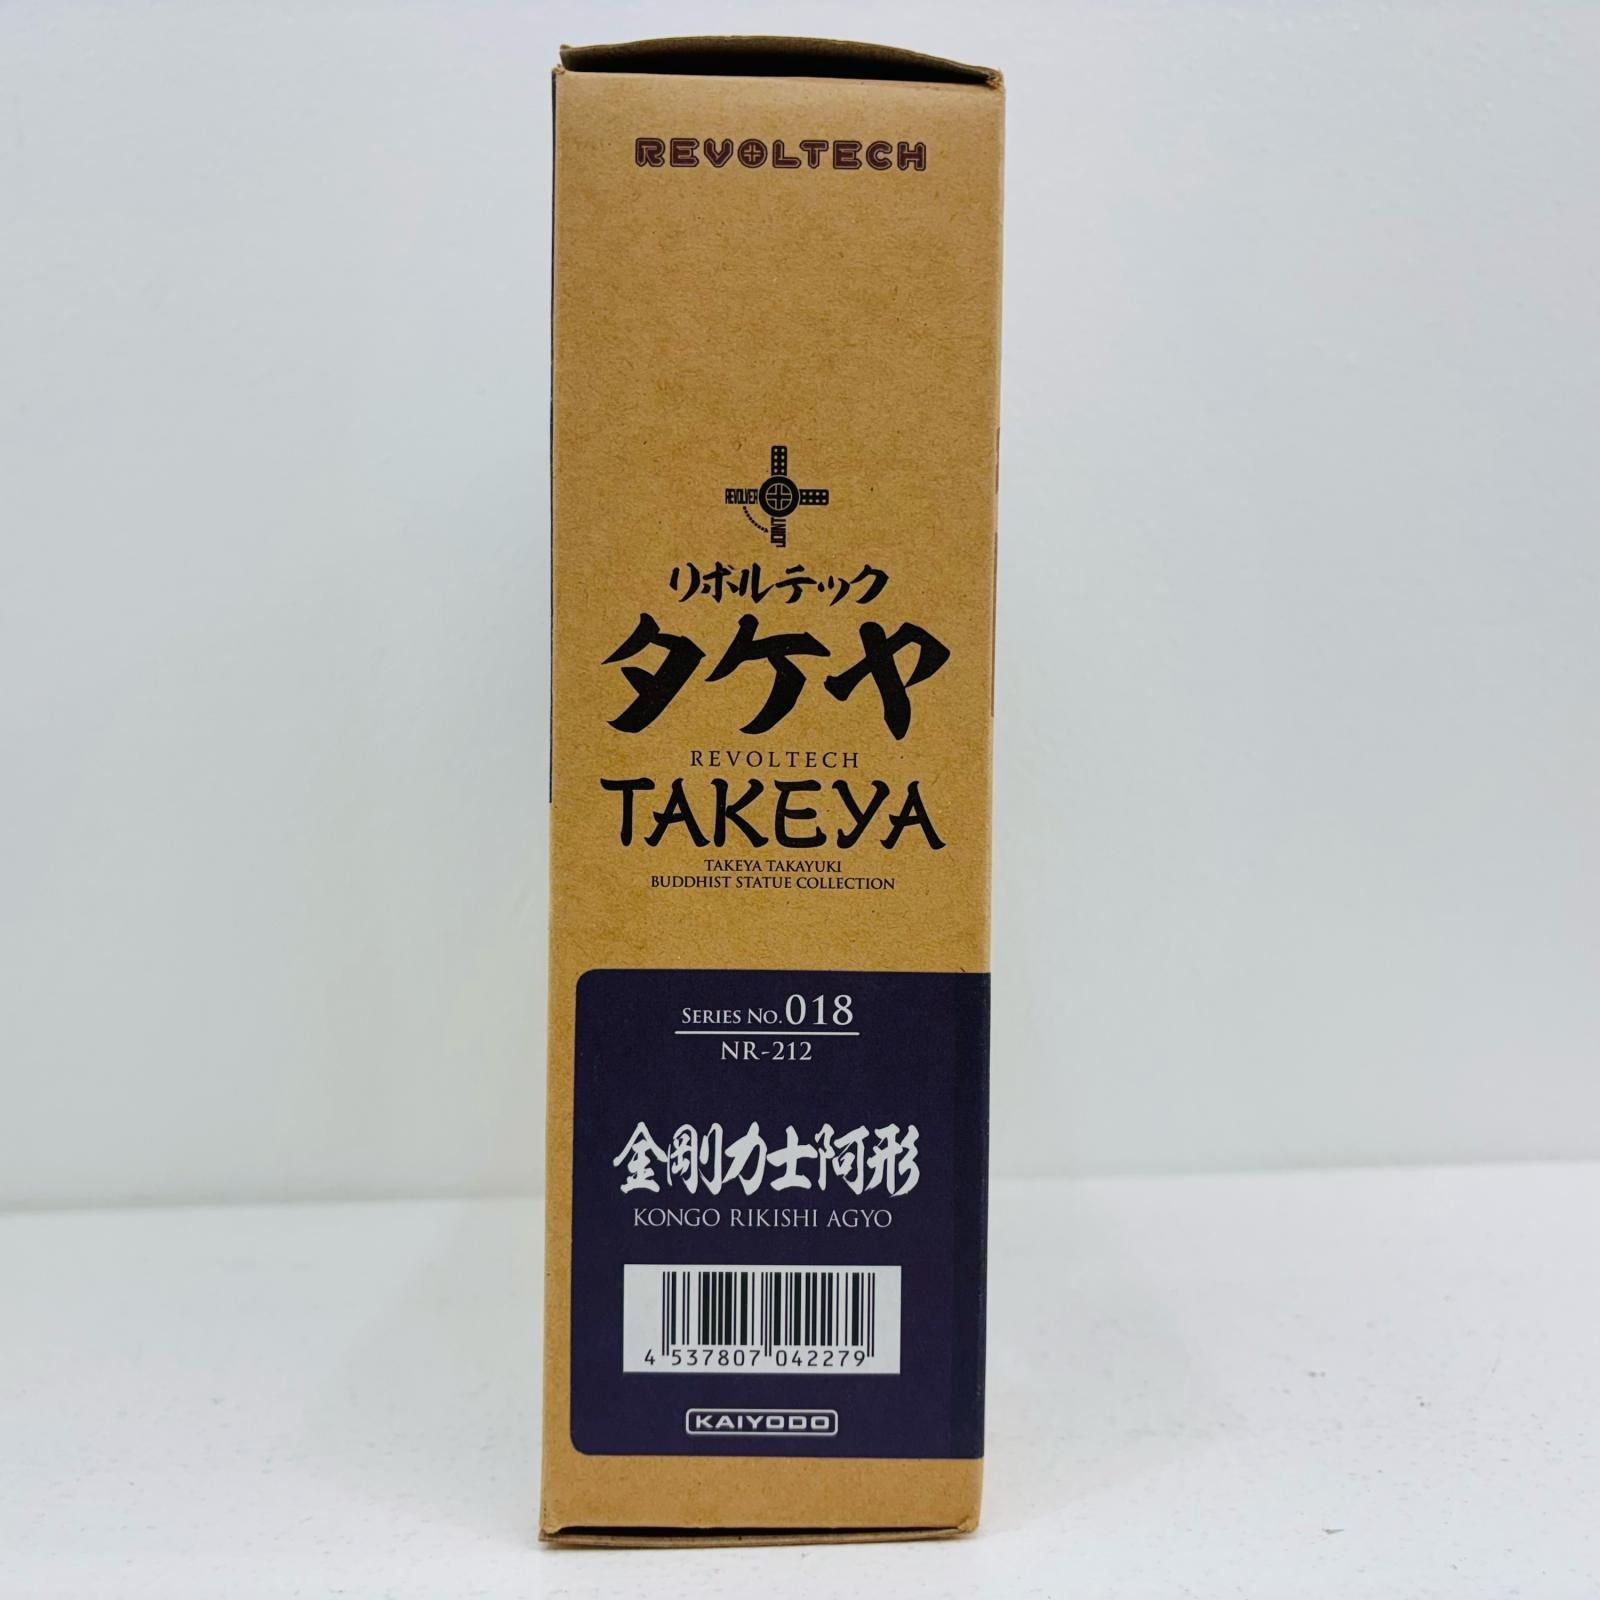 REVOLTECH
REVOLVER
JOINT
リボルテック
タケヤ
REVOLTECH
TAKEYA
TAKEYA TAKAYUKI
BUDDHIST STATUE COLLECTION
SERIES NO.018
NR-212
金剛力士阿形
KONGO RIKISHI AGYO
4 537807 042279
KAIYODO